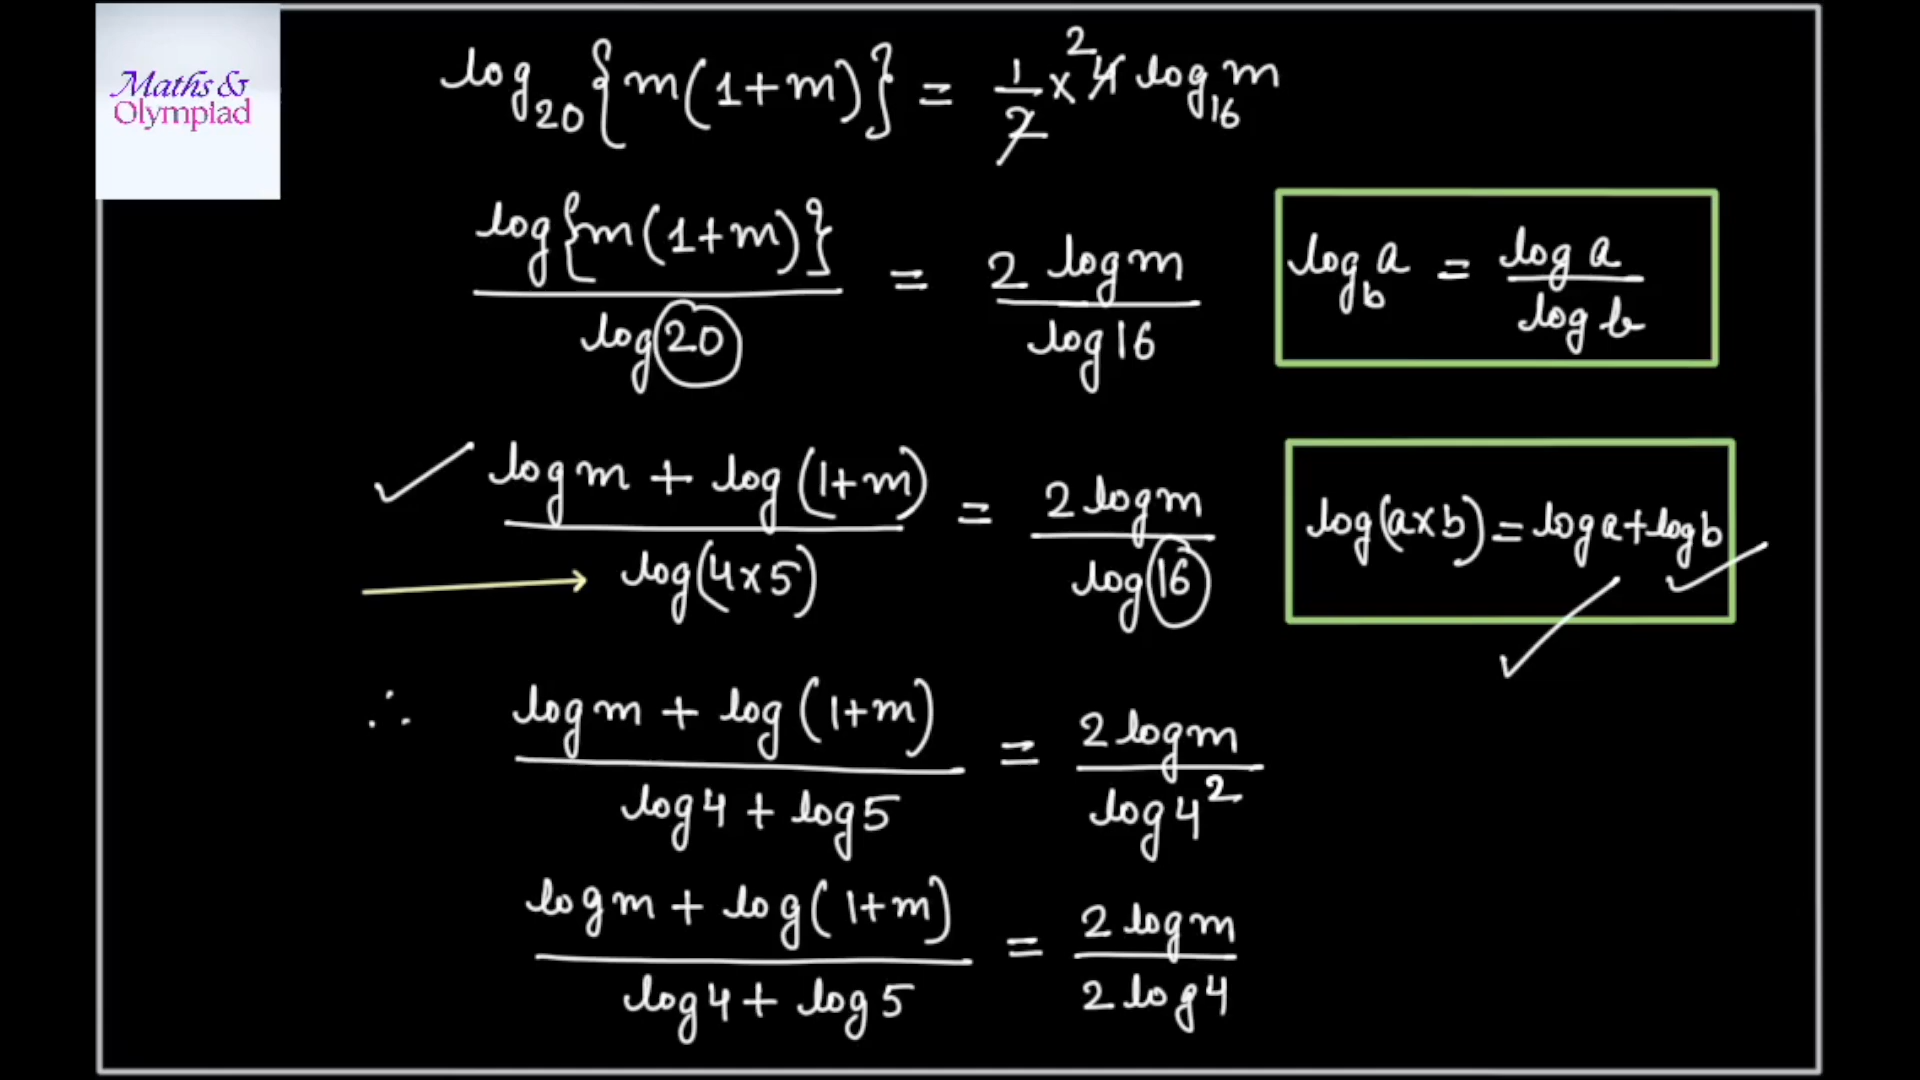 Maths &
Olympiad
log₂₀{m(1+m)} = 1/2 × 4 2 log₁₆ m
log{m(1+m)} / log 20 = 2 log m / log 16
log_b a = log a / log b
log m + log(1+m) / log(4×5) = 2 log m / log 16
log(a×b) = log a + log b
∴ log m + log(1+m) / log 4 + log 5 = 2 log m / log 4²
log m + log(1+m) / log 4 + log 5 = 2 log m / 2 log 4